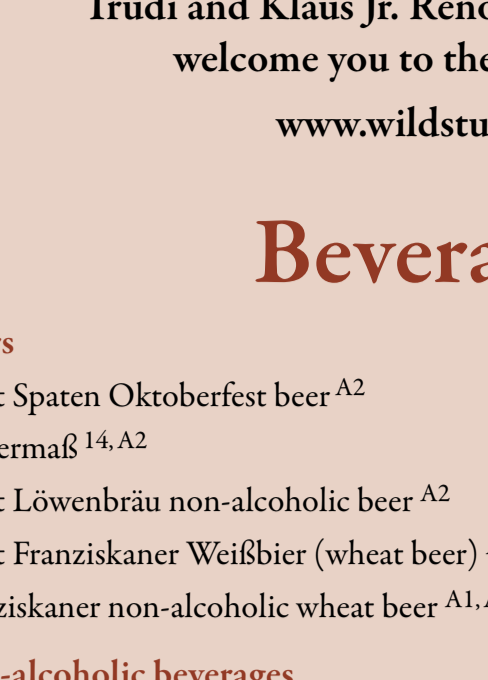 Trudi and Klaus Jr. Reno
welcome you to the
www.wildstu
Bevera
rs
t Spaten Oktoberfest beer A2
ermaß 14, A2
t Löwenbräu non-alcoholic beer A2
t Franziskaner Weißbier (wheat beer)
ziskaner non-alcoholic wheat beer A1,
-alcoholic beverages